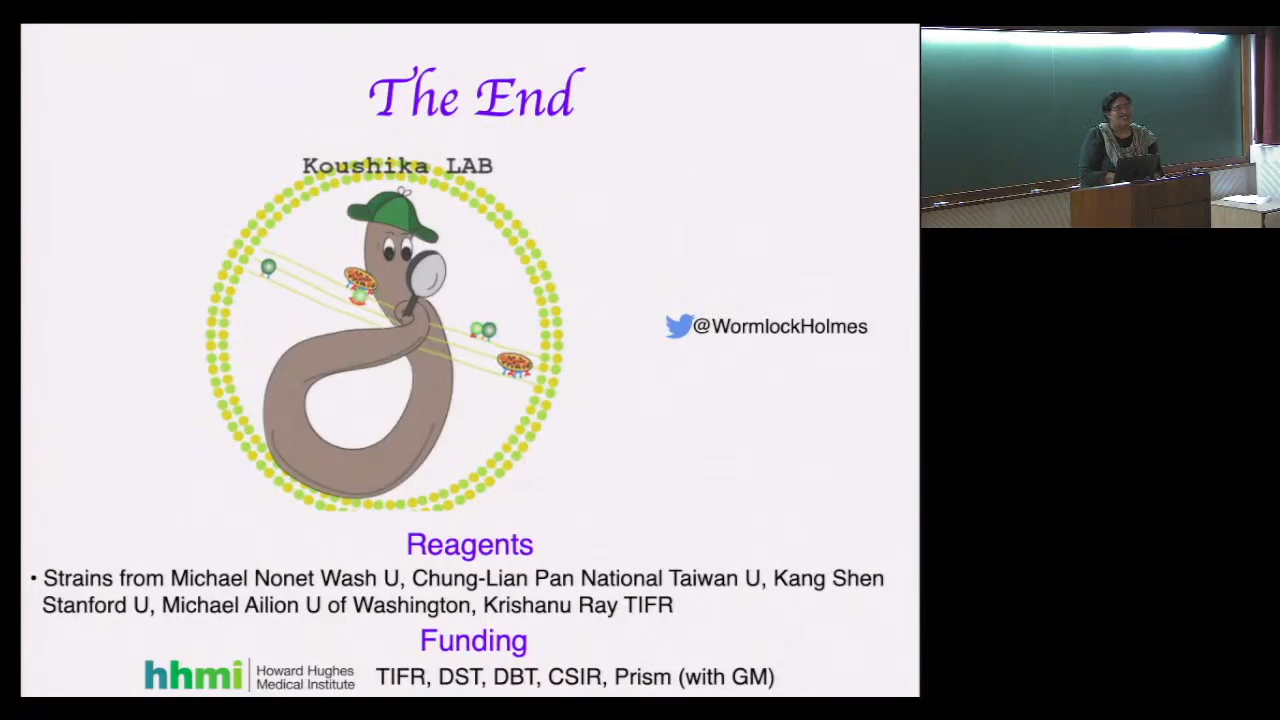 The End
Koushika LAB
@WormlockHolmes
Reagents
• Strains from Michael Nonet Wash U, Chung-Lian Pan National Taiwan U, Kang Shen
Stanford U, Michael Ailion U of Washington, Krishanu Ray TIFR
Funding
hhmi Howard Hughes
Medical Institute
TIFR, DST, DBT, CSIR, Prism (with GM)